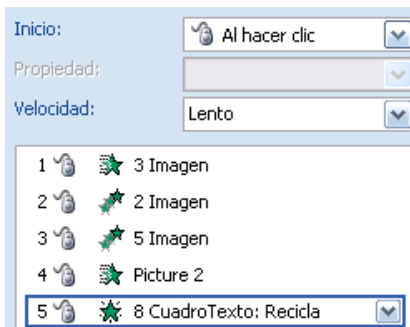 Inicio: Al hacer clic
Propiedad:
Velocidad: Lento
1 3 Imagen
2 2 Imagen
3 5 Imagen
4 Picture 2
5 8 CuadroTexto: Recicla